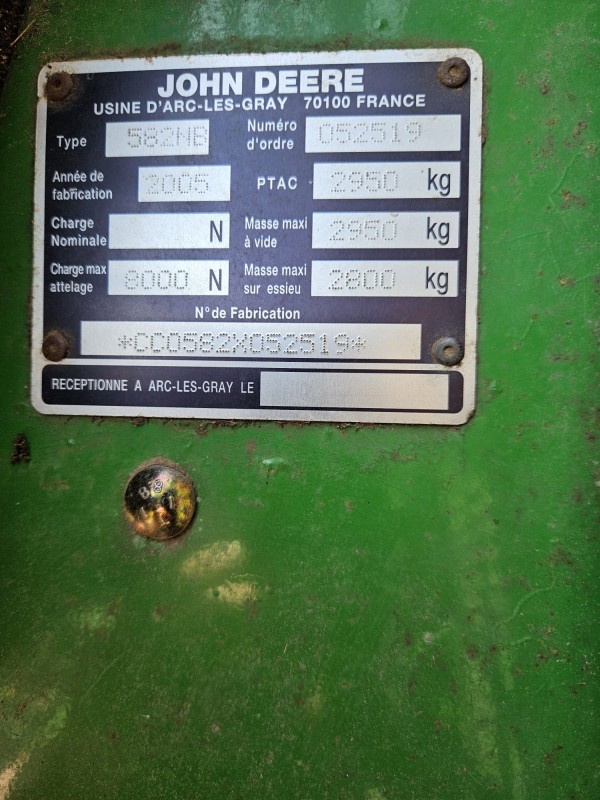 JOHN DEERE
USINE D'ARC-LES-GRAY 70100 FRANCE
Type 582MB Numéro d'ordre 052519
Année de fabrication 2005 PTAC 2950 kg
Charge Nominale N Masse maxi à vide 2950 kg
Charge max attelage 8000 N Masse maxi sur essieu 2800 kg
N° de Fabrication
*CC0582X052519*
RECEPTIONNE A ARC-LES-GRAY LE